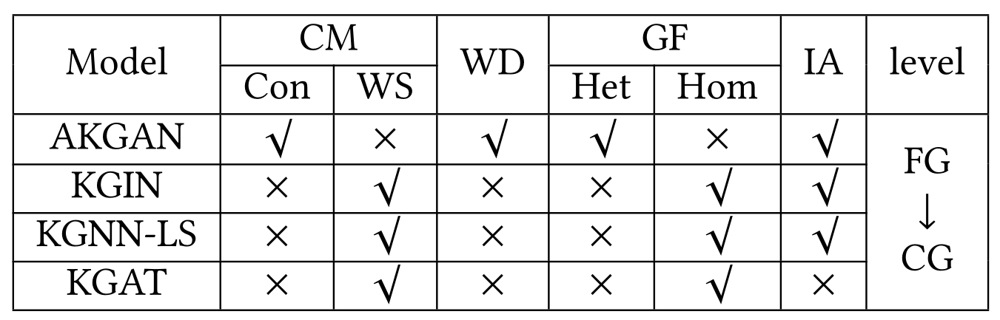 Model CM WD GF IA level
Con WS Het Hom
AKGAN √ × √ √ × √
KGIN × √ × × √ √
KGNN-LS × √ × × √ √
KGAT × √ × × √ ×
FG
↓
CG